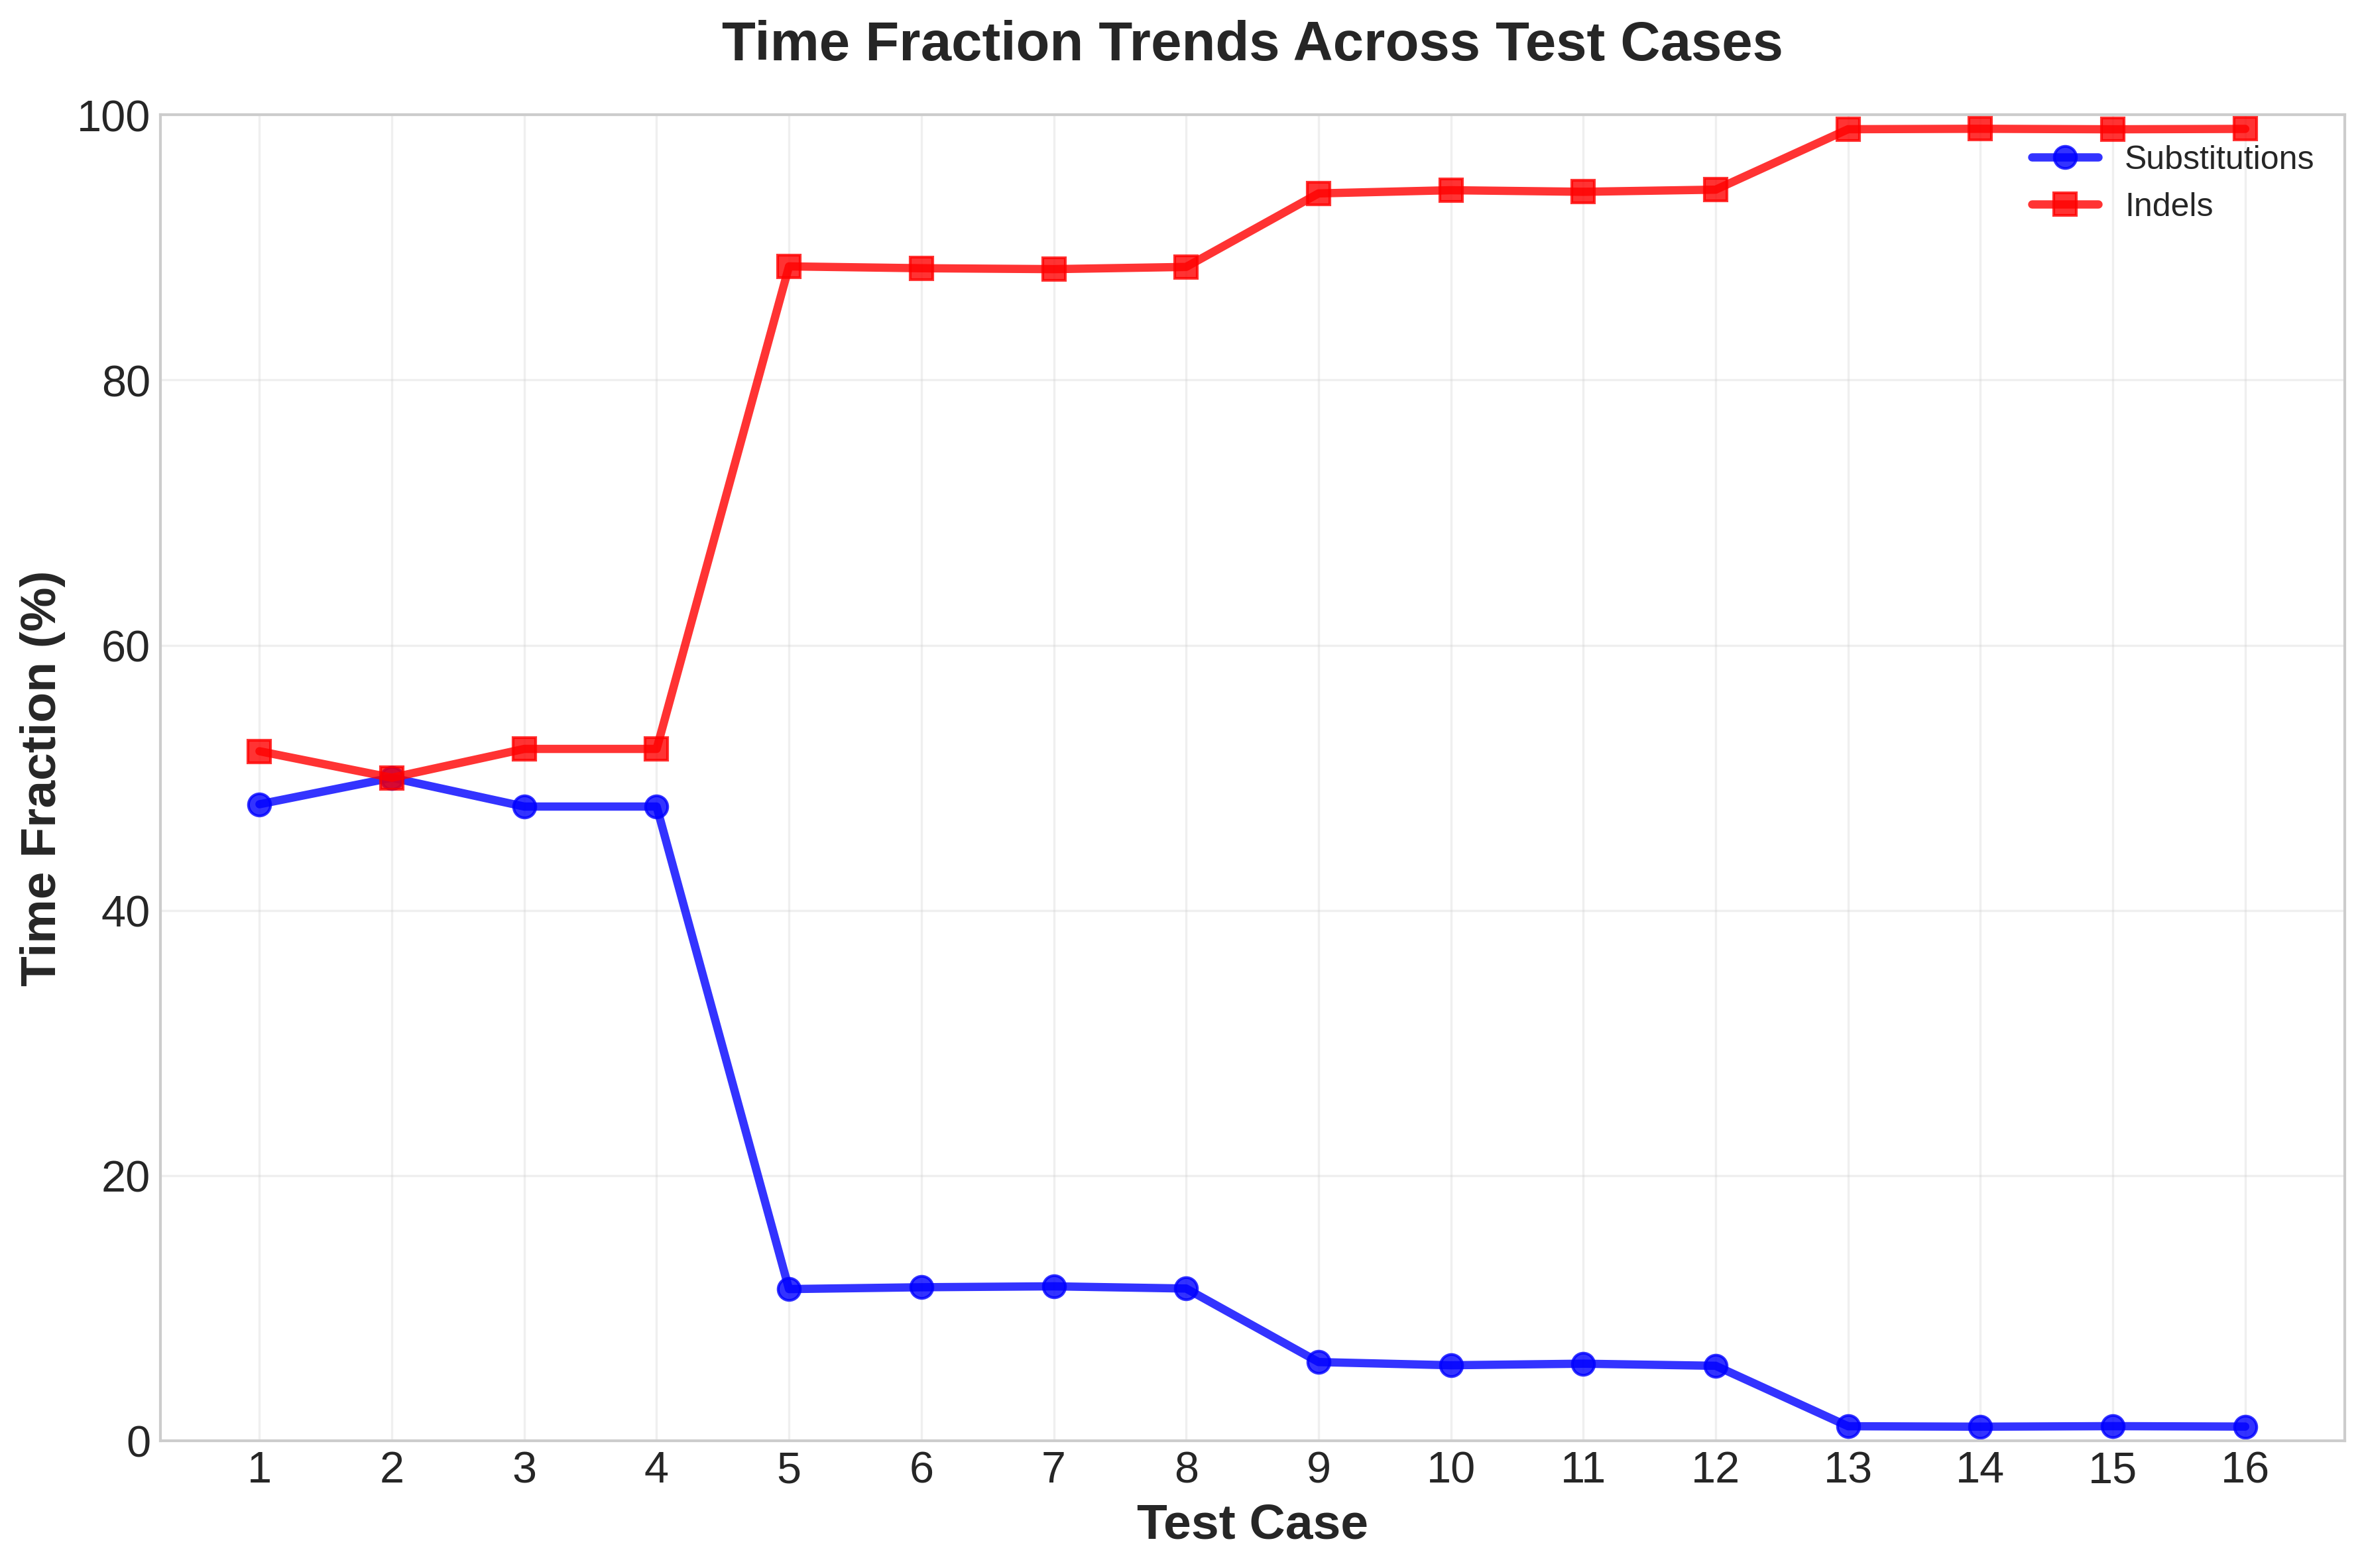 Time Fraction Trends Across Test Cases
100
80
60
40
20
0
Time Fraction (%)
Substitutions
Indels
1 2 3 4 5 6 7 8 9 10 11 12 13 14 15 16
Test Case